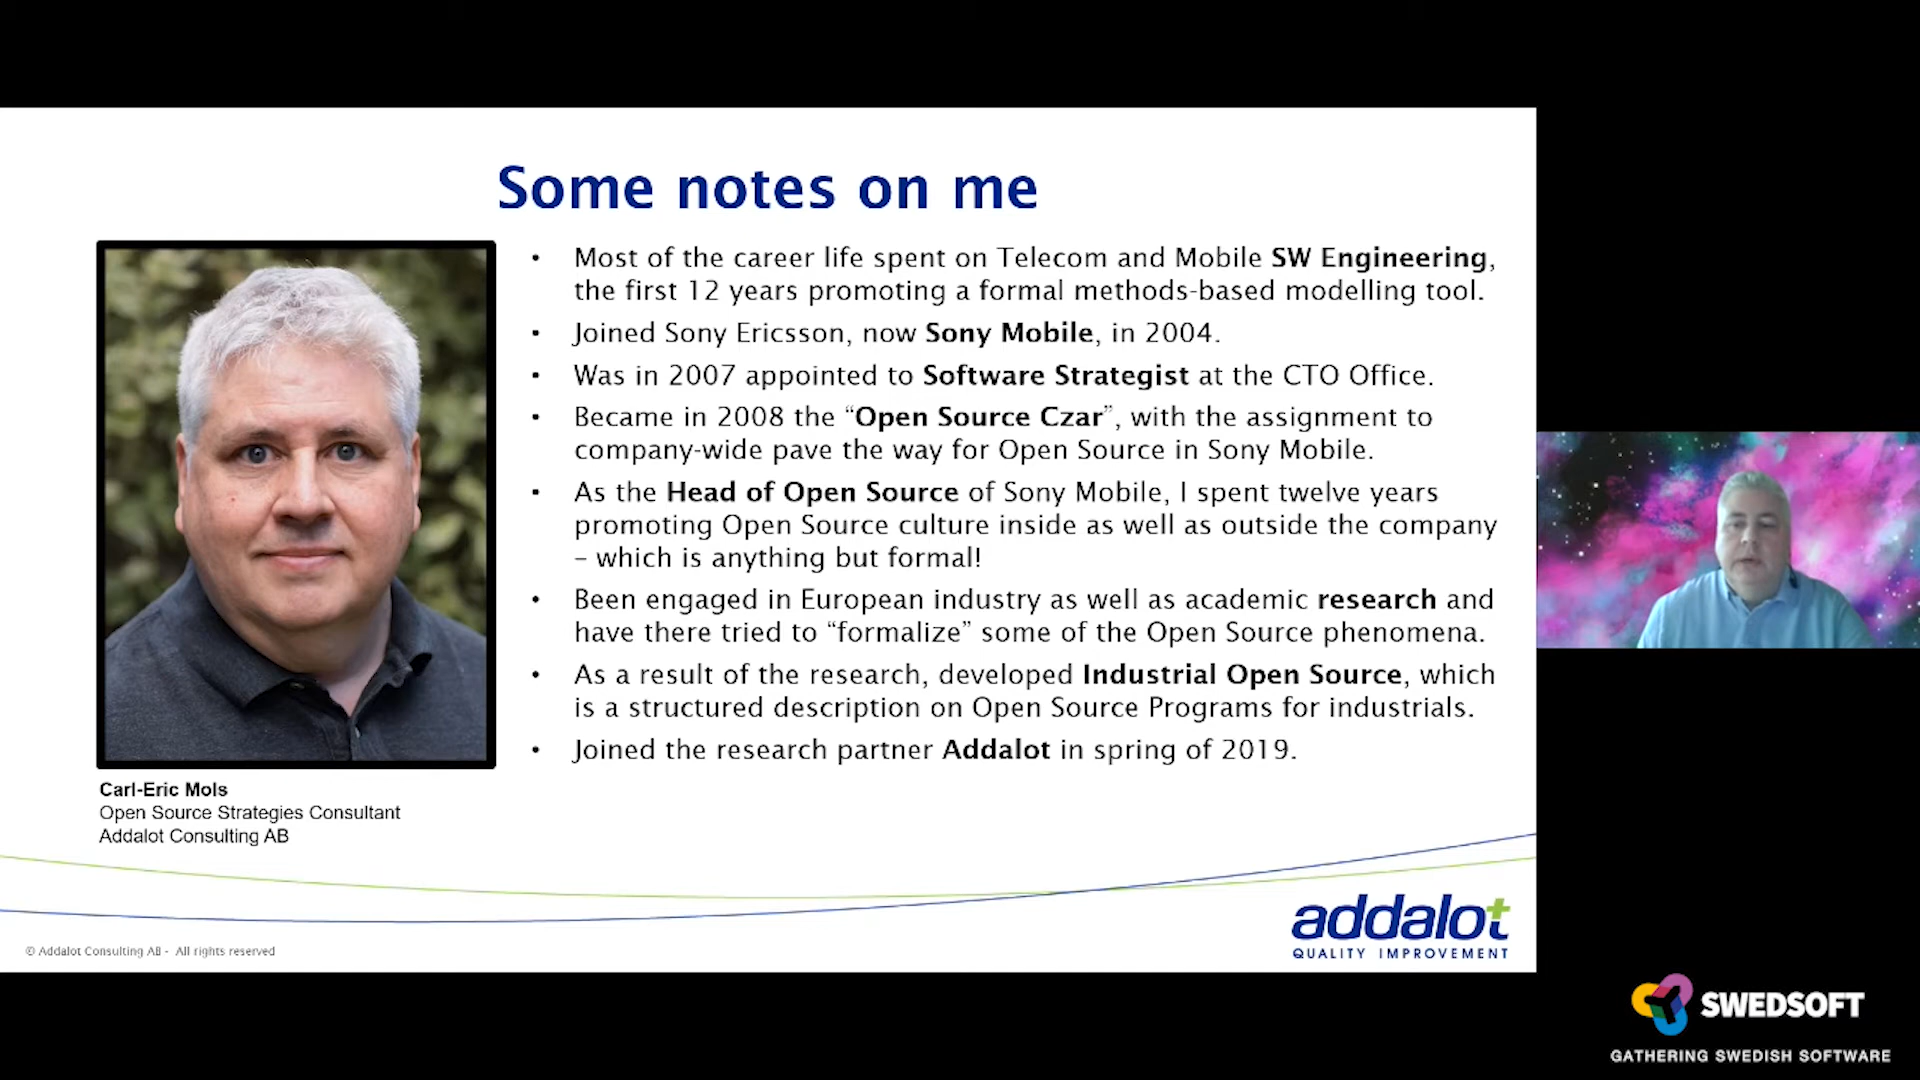 Some notes on me
• Most of the career life spent on Telecom and Mobile SW Engineering,
the first 12 years promoting a formal methods-based modelling tool.
• Joined Sony Ericsson, now Sony Mobile, in 2004.
• Was in 2007 appointed to Software Strategist at the CTO Office.
• Became in 2008 the “Open Source Czar”, with the assignment to
company-wide pave the way for Open Source in Sony Mobile.
• As the Head of Open Source of Sony Mobile, I spent twelve years
promoting Open Source culture inside as well as outside the company
– which is anything but formal!
• Been engaged in European industry as well as academic research and
have there tried to “formalize” some of the Open Source phenomena.
• As a result of the research, developed Industrial Open Source, which
is a structured description on Open Source Programs for industrials.
• Joined the research partner Addalot in spring of 2019.
Carl-Eric Mols
Open Source Strategies Consultant
Addalot Consulting AB
© Addalot Consulting AB - All rights reserved
addalot
QUALITY IMPROVEMENT
SWEDSOFT
GATHERING SWEDISH SOFTWARE